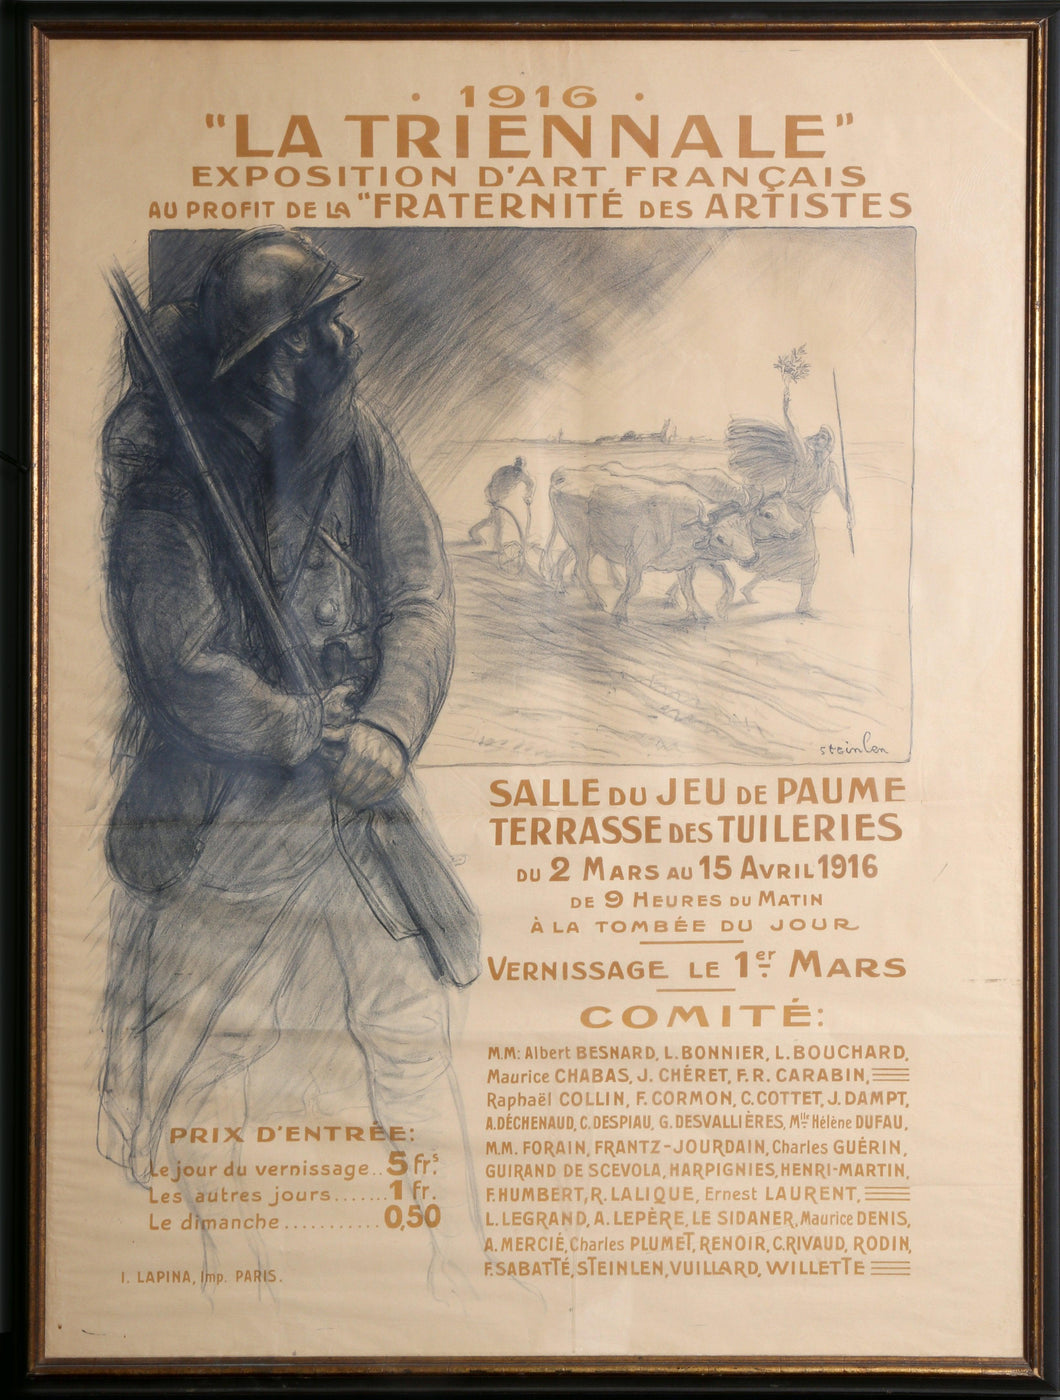 · 1916 ·
"LA TRIENNALE"
EXPOSITION D'ART FRANÇAIS
AU PROFIT DE LA "FRATERNITÉ DES ARTISTES
steinlen
SALLE DU JEU DE PAUME
TERRASSE DES TUILERIES
DU 2 MARS AU 15 AVRIL 1916
DE 9 HEURES DU MATIN
À LA TOMBÉE DU JOUR
VERNISSAGE LE 1er MARS
COMITÉ:
M.M: Albert BESNARD, L. BONNIER, L. BOUCHARD,
Maurice CHABAS, J. CHÉRET, F.R. CARABIN,
Raphaël COLLIN, F. CORMON, C. COTTET, J. DAMPT,
A. DÉCHENAUD, C. DESPIAU, G. DESVALLIÈRES, Mlle Hélène DUFAU,
M.M. FORAIN, FRANTZ-JOURDAIN, Charles GUÉRIN,
GUIRAND DE SCEVOLA, HARPIGNIES, HENRI-MARTIN,
F. HUMBERT, R. LALIQUE, Ernest LAURENT,
L. LEGRAND, A. LEPÈRE, LE SIDANER, Maurice DENIS,
A. MERCIÉ, Charles PLUMET, RENOIR, C. RIVAUD, RODIN,
F. SABATTÉ, STEINLEN, VUILLARD, WILLETTE
PRIX D'ENTRÉE:
Le jour du vernissage.. 5 frs.
Les autres jours....... 1 fr.
Le dimanche........... 0,50
I. LAPINA, Imp. PARIS.